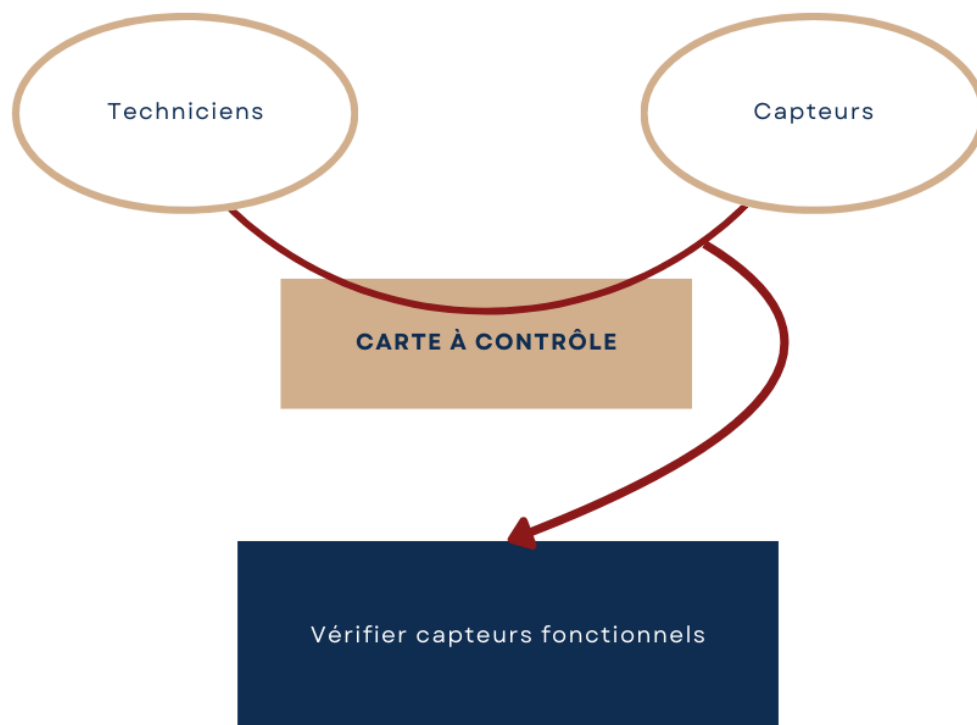 Techniciens
Capteurs
CARTE À CONTRÔLE
Vérifier capteurs fonctionnels